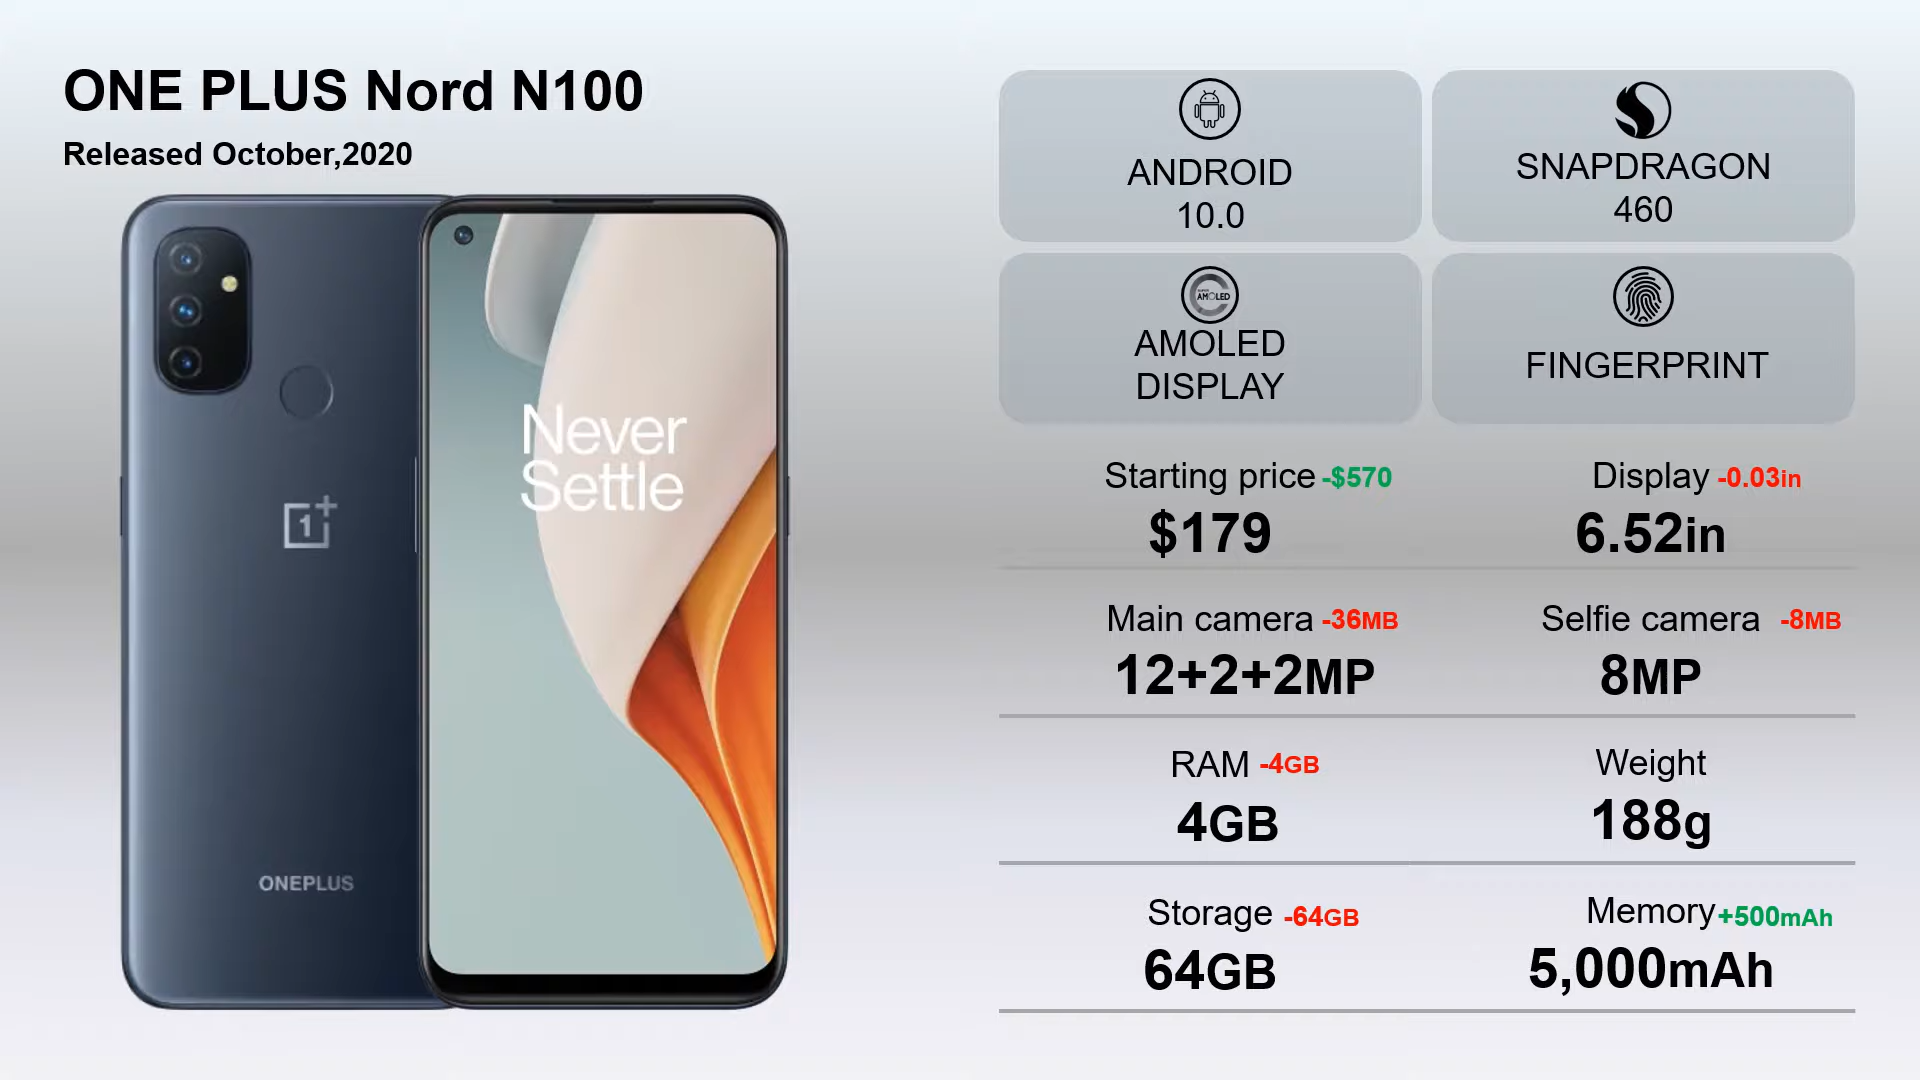 ONE PLUS Nord N100
Released October,2020
Never
Settle
1+
ONEPLUS
ANDROID
10.0
SNAPDRAGON
460
SUPER
AMOLED
AMOLED
DISPLAY
FINGERPRINT
Starting price -$570
$179
Display -0.03in
6.52in
Main camera -36MB
12+2+2MP
Selfie camera -8MB
8MP
RAM -4GB
4GB
Weight
188g
Storage -64GB
64GB
Memory +500mAh
5,000mAh